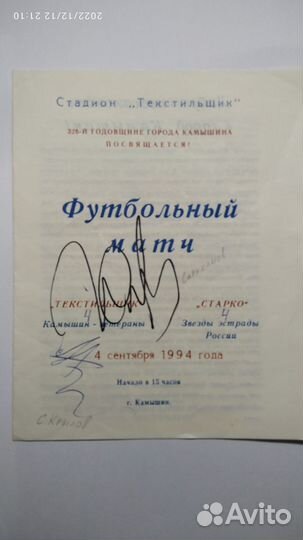 2022/12/12 21:10
Стадион „Текстильщик"
326-Й ГОДОВЩИНЕ ГОРОДА КАМЫШИНА
ПОСВЯЩАЕТСЯ!
Футбольный
матч
„ТЕКСТИЛЬЩИК" „СТАРКО"
4 4
Камышин - ветераны Звезды эстрады
России
4 сентября 1994 года
Начало в 15 часов
г. Камышин.
С. Крылов
Avito